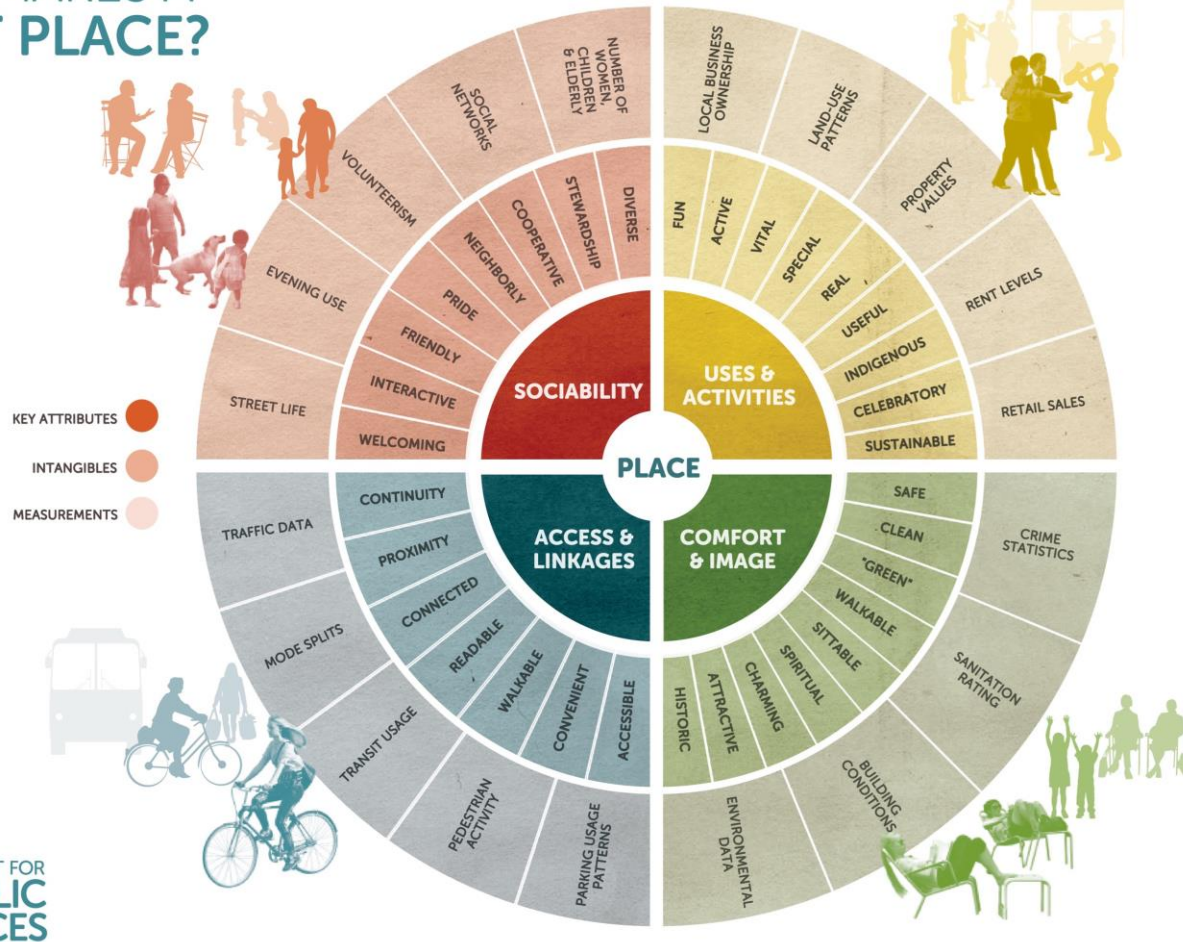 PLACE?
KEY ATTRIBUTES
INTANGIBLES
MEASUREMENTS
PLACE
SOCIABILITY
USES &
ACTIVITIES
ACCESS &
LINKAGES
COMFORT
& IMAGE
WELCOMING
INTERACTIVE
FRIENDLY
PRIDE
NEIGHBORLY
COOPERATIVE
STEWARDSHIP
DIVERSE
FUN
ACTIVE
VITAL
SPECIAL
REAL
USEFUL
INDIGENOUS
CELEBRATORY
SUSTAINABLE
SAFE
CLEAN
"GREEN"
WALKABLE
SITTABLE
SPIRITUAL
CHARMING
ATTRACTIVE
HISTORIC
ACCESSIBLE
CONVENIENT
WALKABLE
READABLE
CONNECTED
PROXIMITY
CONTINUITY
STREET LIFE
EVENING USE
VOLUNTEERISM
SOCIAL
NETWORKS
NUMBER OF
WOMEN,
CHILDREN
& ELDERLY
LOCAL BUSINESS
OWNERSHIP
LAND-USE
PATTERNS
PROPERTY
VALUES
RENT LEVELS
RETAIL SALES
CRIME
STATISTICS
SANITATION
RATING
BUILDING
CONDITIONS
ENVIRONMENTAL
DATA
PARKING USAGE
PATTERNS
PEDESTRIAN
ACTIVITY
TRANSIT USAGE
MODE SPLITS
TRAFFIC DATA
FOR